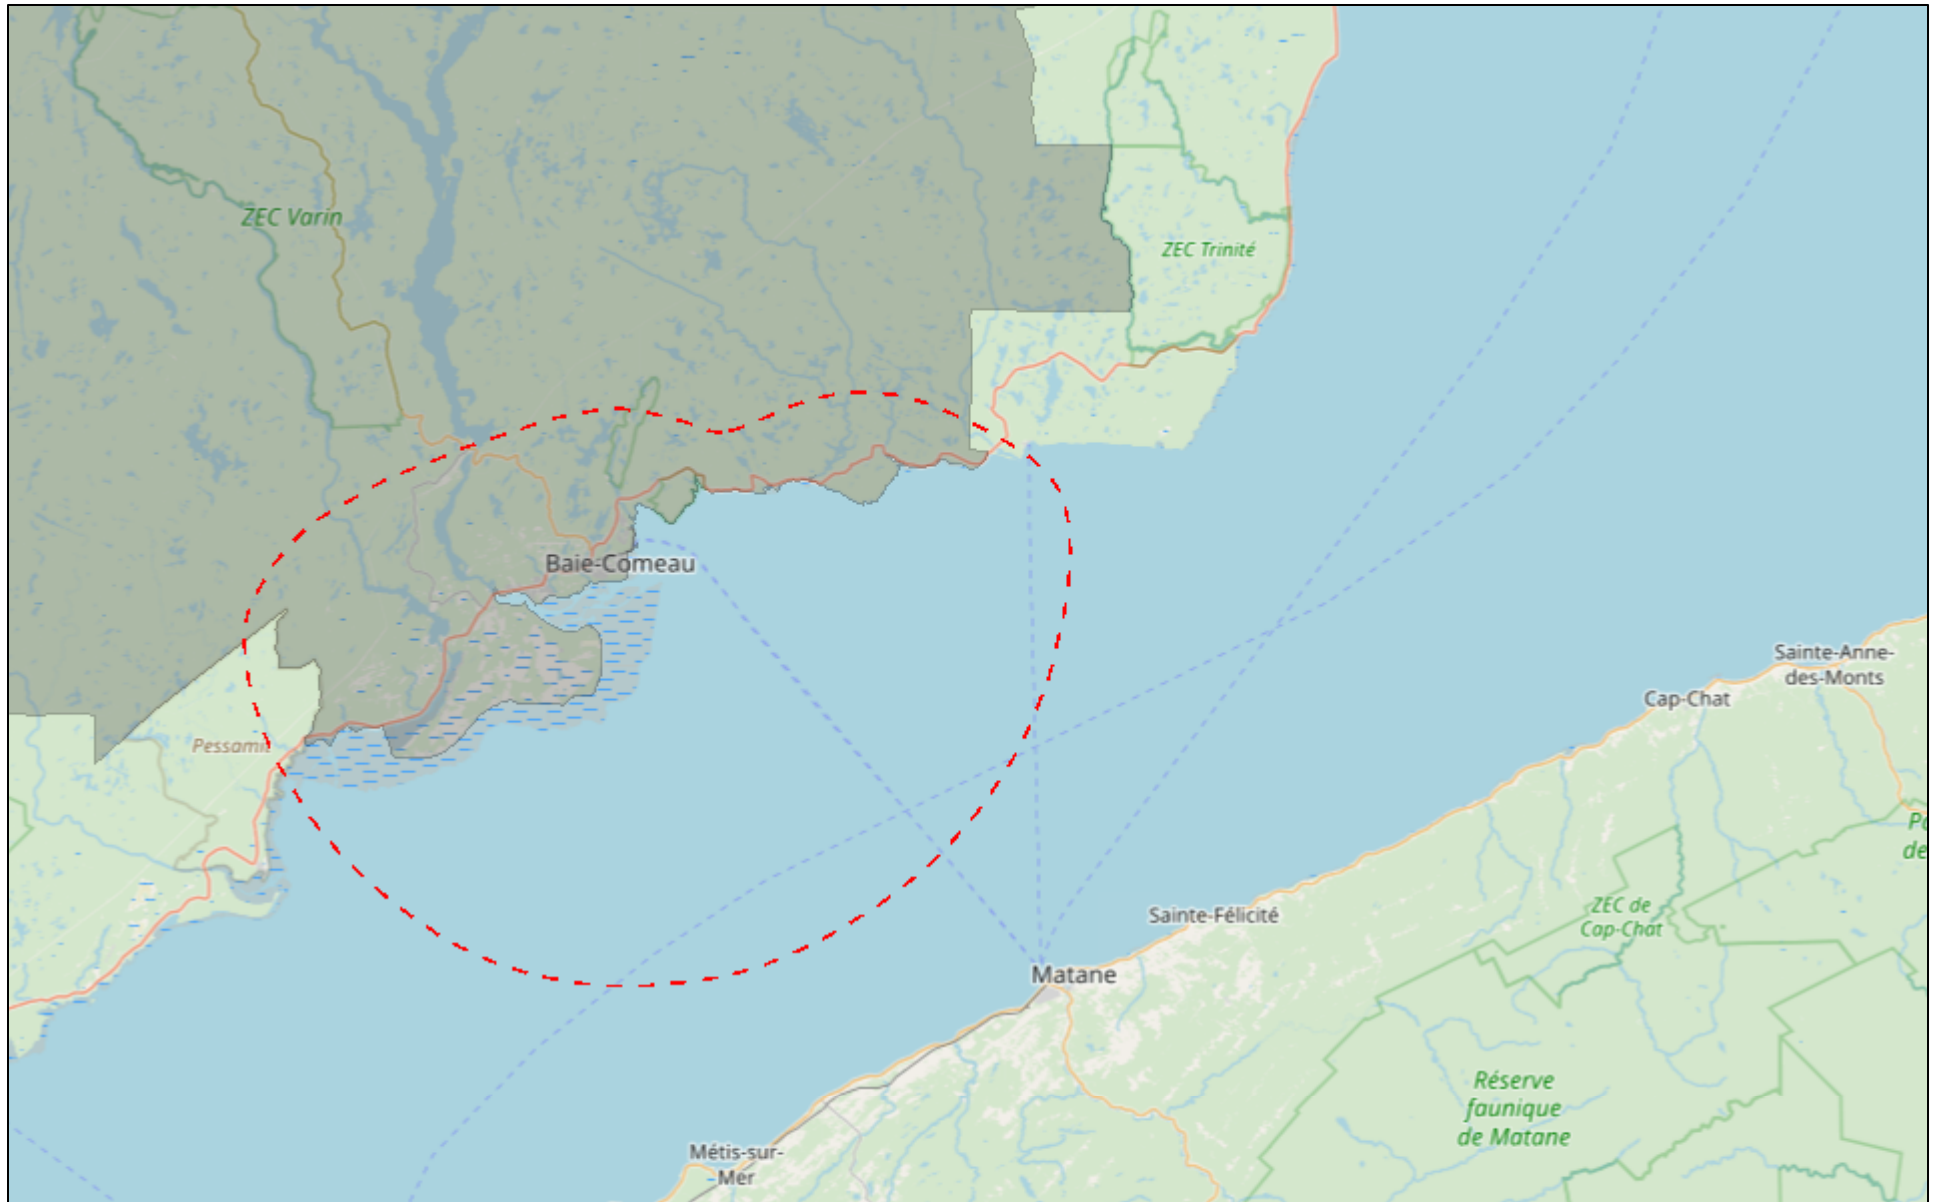 ZEC Varin
ZEC Trinité
Baie-Comeau
Sainte-Anne-
des-Monts
Cap-Chat
Pessamit
ZEC de
Cap-Chat
Sainte-Félicité
Matane
Réserve
faunique
de Matane
Métis-sur-
Mer